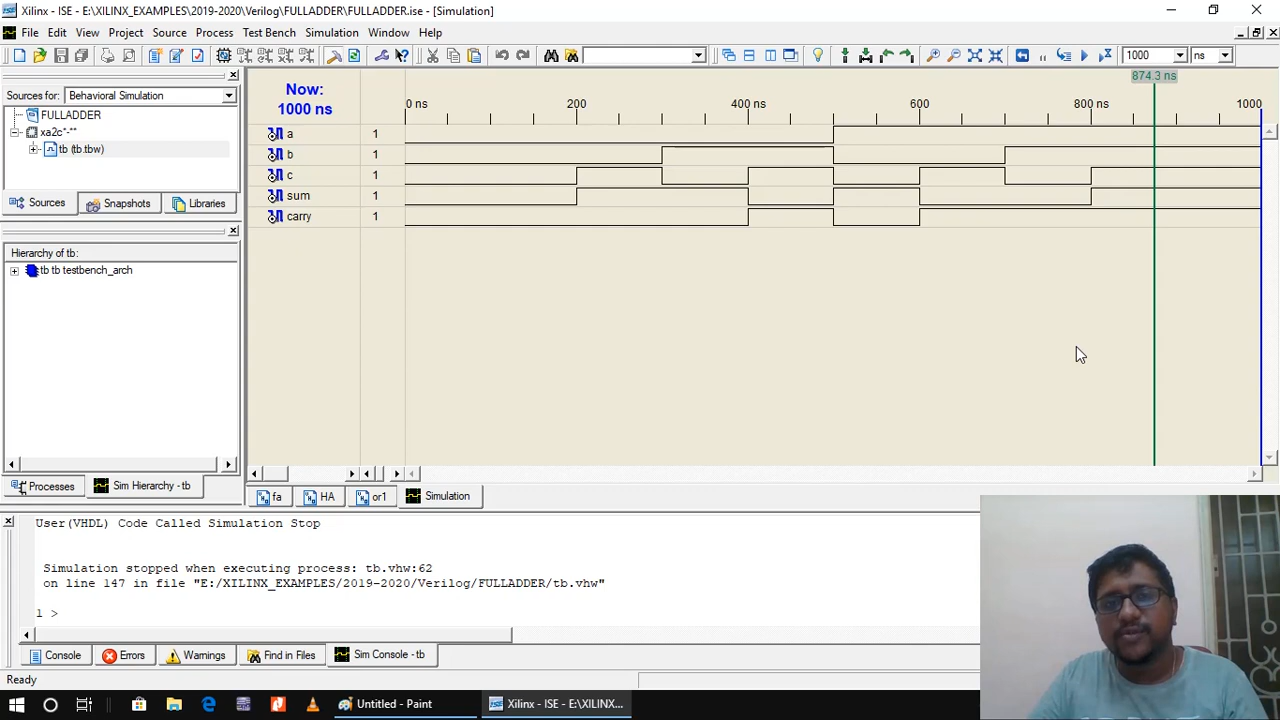 Xilinx - ISE - E:\XILINX_EXAMPLES\2019-2020\Verilog\FULLADDER\FULLADDER.ise - [Simulation]
File Edit View Project Source Process Test Bench Simulation Window Help
1000 ns
Sources for: Behavioral Simulation
FULLADDER
xa2c*-**
tb (tb.tbw)
Sources Snapshots Libraries
Hierarchy of tb:
tb tb testbench_arch
Processes Sim Hierarchy - tb
874.3 ns
Now:
1000 ns
0 ns 200 400 ns 600 800 ns 1000
a 1
b 1
c 1
sum 1
carry 1
fa HA or1 Simulation
User(VHDL) Code Called Simulation Stop
Simulation stopped when executing process: tb.vhw:62
on line 147 in file "E:/XILINX_EXAMPLES/2019-2020/Verilog/FULLADDER/tb.vhw"
1 >
Console Errors Warnings Find in Files Sim Console - tb
Ready
Untitled - Paint Xilinx - ISE - E:\XILINX...